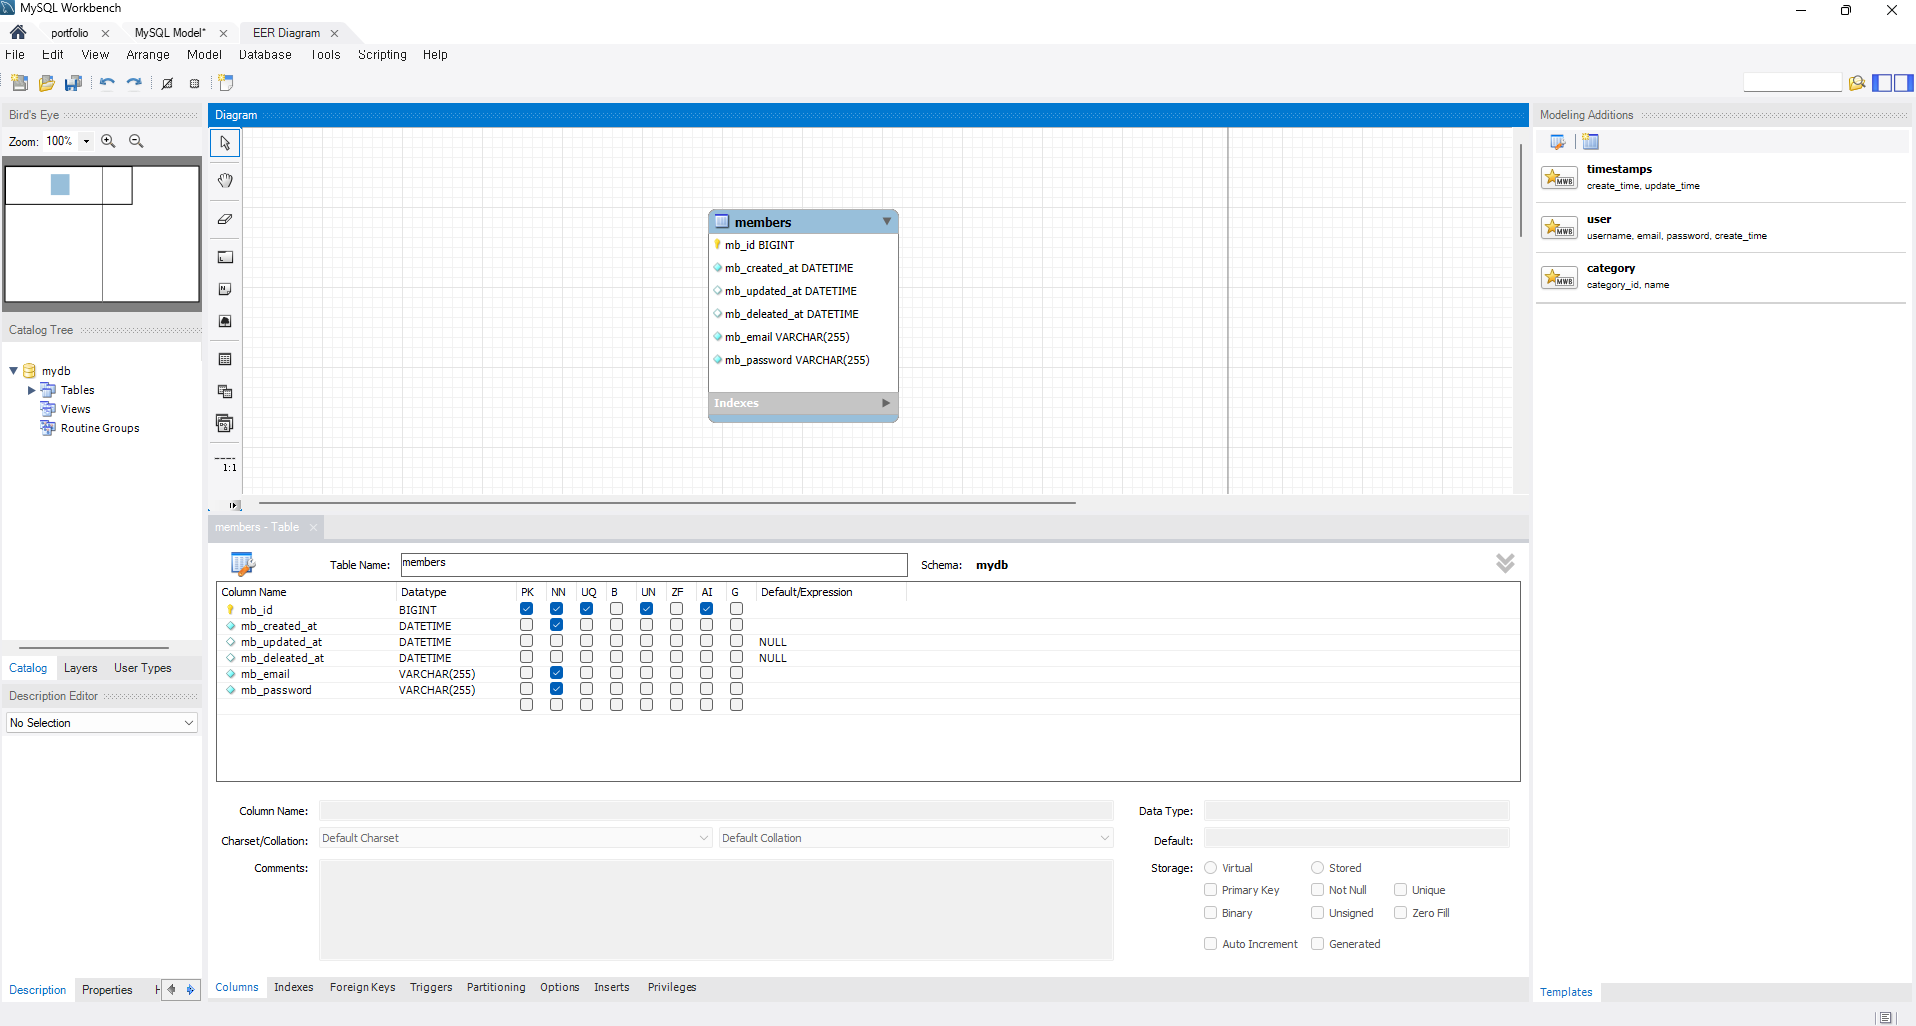 MySQL Workbench
portfolio
MySQL Model*
EER Diagram
File Edit View Arrange Model Database Tools Scripting Help
Bird's Eye
Zoom: 100%
Catalog Tree
mydb
Tables
Views
Routine Groups
Catalog Layers User Types
Description Editor
No Selection
Description Properties H
Diagram
1:1
members
mb_id BIGINT
mb_created_at DATETIME
mb_updated_at DATETIME
mb_deleated_at DATETIME
mb_email VARCHAR(255)
mb_password VARCHAR(255)
Indexes
members - Table
Table Name: members Schema: mydb
Column Name Datatype PK NN UQ B UN ZF AI G Default/Expression
mb_id BIGINT
mb_created_at DATETIME
mb_updated_at DATETIME NULL
mb_deleated_at DATETIME NULL
mb_email VARCHAR(255)
mb_password VARCHAR(255)
Column Name: Data Type:
Charset/Collation: Default Charset Default Collation Default:
Comments: Storage: Virtual Stored
Primary Key Not Null Unique
Binary Unsigned Zero Fill
Auto Increment Generated
Columns Indexes Foreign Keys Triggers Partitioning Options Inserts Privileges
Modeling Additions
MWB
timestamps
create_time, update_time
MWB
user
username, email, password, create_time
MWB
category
category_id, name
Templates